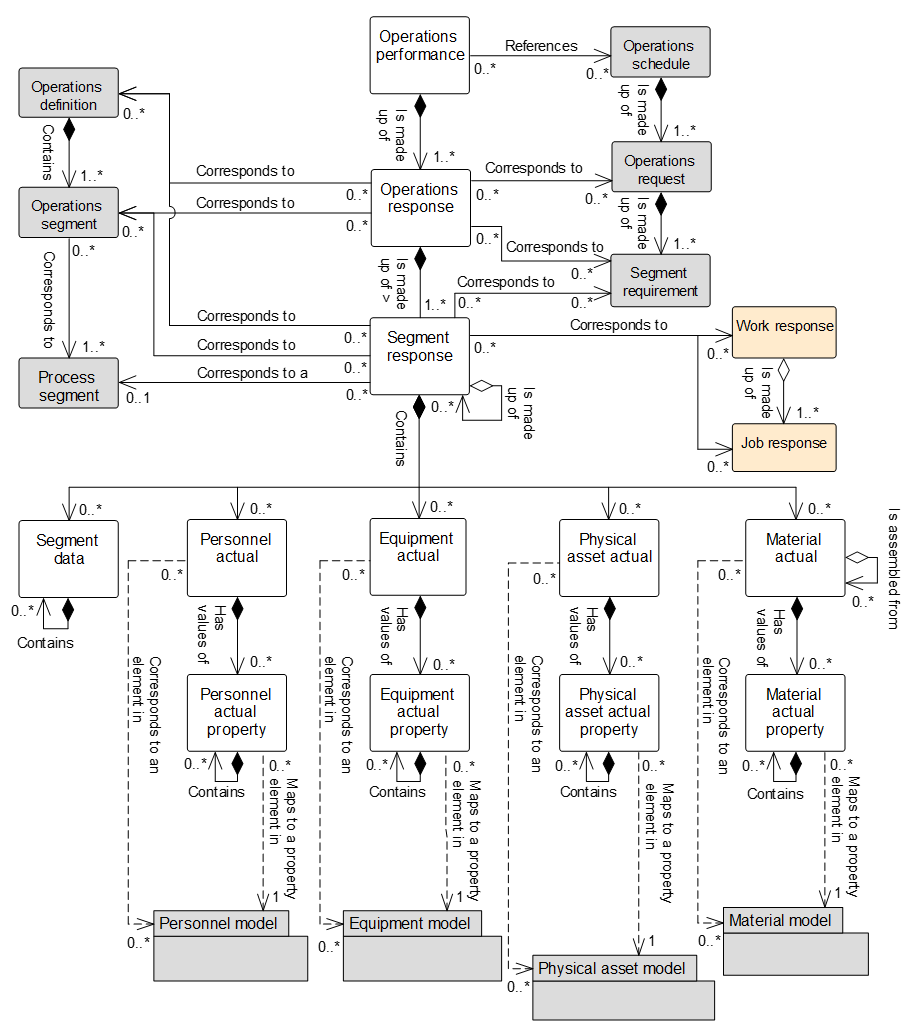 Operations
performance
References
0..*
0..*
Operations
schedule
Operations
definition
0..*
Is made
up of
1..*
Is made
up of
1..*
Contains
1..*
Corresponds to
0..*
Operations
response
Corresponds to
0..*
0..*
Operations
request
Operations
segment
0..*
0..*
Corresponds to
0..*
Is made
up of
1..*
Corresponds to
0..*
0..*
Segment
requirement
Corresponds to
0..*
0..*
Is made
up of >
1..*
Corresponds to
1..*
Corresponds to
0..*
Segment
response
0..*
Corresponds to
0..*
Work response
Corresponds to
0..*
Process
segment
0..1
Corresponds to a
0..*
0..*
Is made
up of
Is made
up of
1..*
Job response
0..*
Contains
0..*
0..*
0..*
0..*
0..*
Segment
data
Personnel
actual
Equipment
actual
Physical
asset actual
Material
actual
Is assembled from
0..*
0..*
0..*
0..*
0..*
0..*
Contains
Has
values of
Has
values of
Has
values of
Has
values of
0..*
0..*
0..*
0..*
Corresponds to an
element in
Personnel
actual
property
Corresponds to an
element in
Equipment
actual
property
Corresponds to an
element in
Physical
asset actual
property
Corresponds to an
element in
Material
actual
property
0..*
0..*
0..*
0..*
0..*
0..*
0..*
0..*
Contains
Contains
Contains
Contains
Maps to a property
element in
Maps to a property
element in
Maps to a property
element in
Maps to a property
element in
1
1
1
1
Personnel model
0..*
Equipment model
0..*
Physical asset model
0..*
Material model
0..*